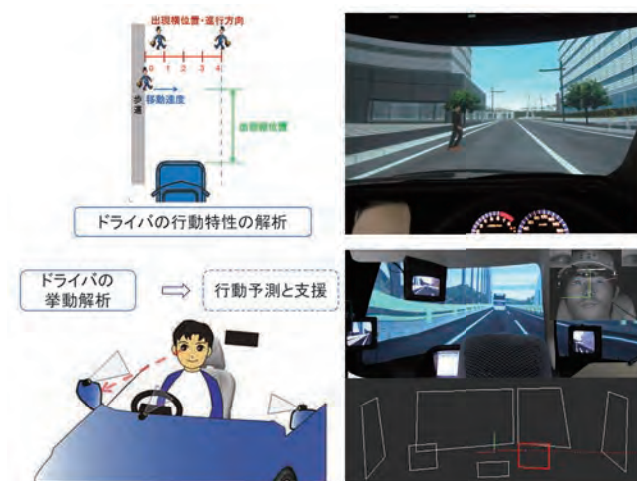 出現横位置・進行方向
0 1 2 3 4
歩道
移動速度
出現縦位置
ドライバの行動特性の解析
ドライバの
挙動解析
行動予測と支援